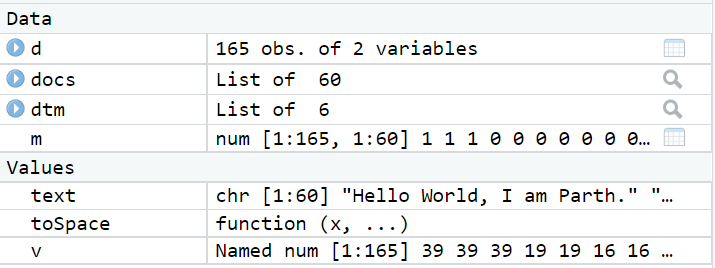 Data
d 165 obs. of 2 variables
docs List of  60
dtm List of  6
m num [1:165, 1:60] 1 1 1 0 0 0 0 0 0 0…
Values
text chr [1:60] "Hello World, I am Parth." "…
toSpace function (x, ...)
v Named num [1:165] 39 39 39 19 19 16 16 …